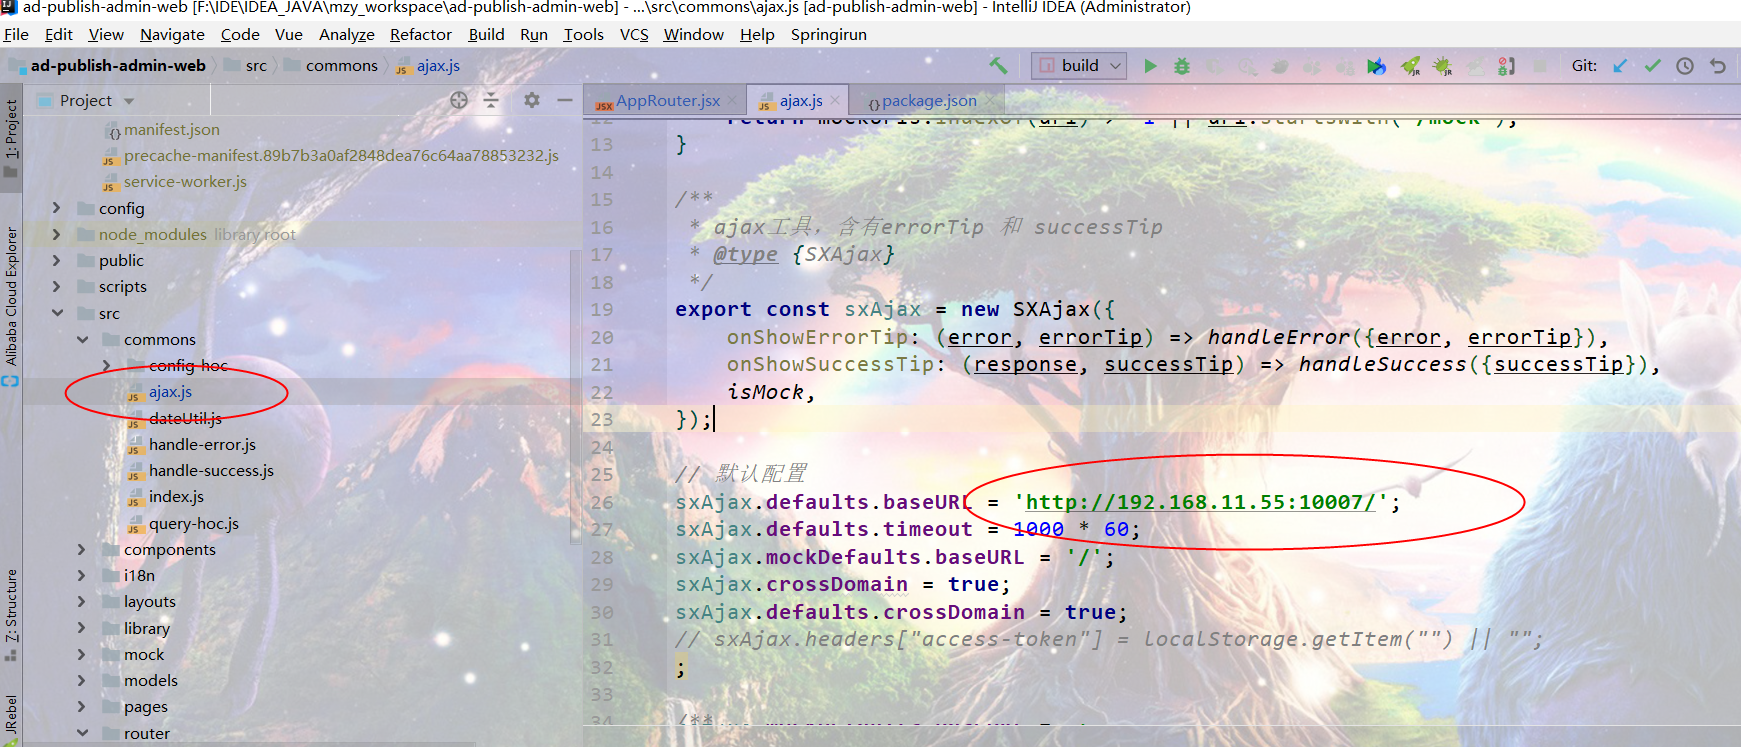 ad-publish-admin-web [F:\IDE\IDEA_JAVA\mzy_workspace\ad-publish-admin-web] - ...\src\commons\ajax.js [ad-publish-admin-web] - IntelliJ IDEA (Administrator)
File Edit View Navigate Code Vue Analyze Refactor Build Run Tools VCS Window Help Springirun
ad-publish-admin-web src commons ajax.js build Git:
Project
AppRouter.jsx ajax.js package.json
1: Project
Alibaba Cloud Explorer
Z: Structure
JRebel
manifest.json
precache-manifest.89b7b3a0af2848dea76c64aa78853232.js
service-worker.js
config
node_modules library root
public
scripts
src
commons
config-hoc
ajax.js
dateUtil.js
handle-error.js
handle-success.js
index.js
query-hoc.js
components
i18n
layouts
library
mock
models
pages
router
13 }
14
15 /**
16 * ajax工具，含有errorTip 和 successTip
17 * @type {SXAjax}
18 */
19 export const sxAjax = new SXAjax({
20 onShowErrorTip: (error, errorTip) => handleError({error, errorTip}),
21 onShowSuccessTip: (response, successTip) => handleSuccess({successTip}),
22 isMock,
23 });
24
25 // 默认配置
26 sxAjax.defaults.baseURL = 'http://192.168.11.55:10007/';
27 sxAjax.defaults.timeout = 1000 * 60;
28 sxAjax.mockDefaults.baseURL = '/';
29 sxAjax.crossDomain = true;
30 sxAjax.defaults.crossDomain = true;
31 // sxAjax.headers["access-token"] = localStorage.getItem("") || "";
32 ;
33
34 /**